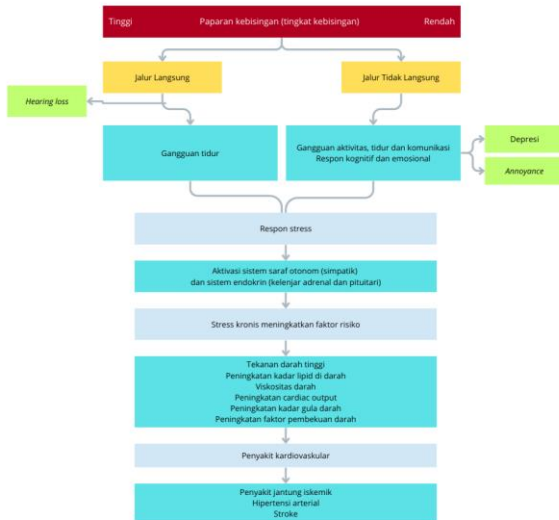 Tinggi Paparan kebisingan (tingkat kebisingan) Rendah
Jalur Langsung
Jalur Tidak Langsung
Hearing loss
Gangguan tidur
Gangguan aktivitas, tidur dan komunikasi
Respon kognitif dan emosional
Depresi
Annoyance
Respon stress
Aktivasi sistem saraf otonom (simpatik)
dan sistem endokrin (kelenjar adrenal dan pituitari)
Stress kronis meningkatkan faktor risiko
Tekanan darah tinggi
Peningkatan kadar lipid di darah
Viskositas darah
Peningkatan cardiac output
Peningkatan kadar gula darah
Peningkatan faktor pembekuan darah
Penyakit kardiovaskular
Penyakit jantung iskemik
Hipertensi arterial
Stroke